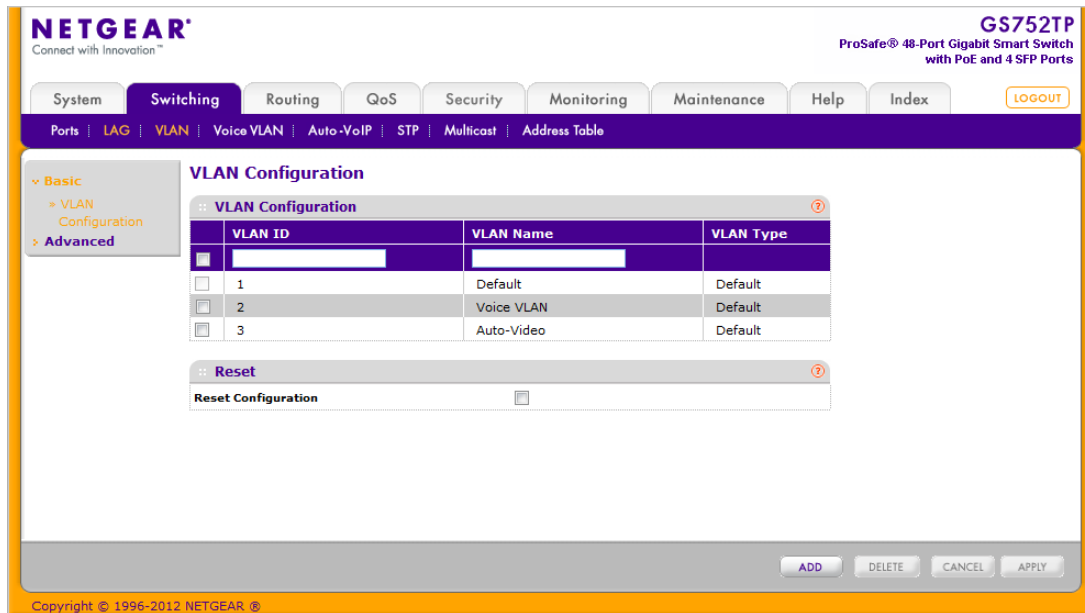 NETGEAR®
Connect with Innovation™
GS752TP
ProSafe® 48-Port Gigabit Smart Switch
with PoE and 4 SFP Ports
System Switching Routing QoS Security Monitoring Maintenance Help Index LOGOUT
Ports LAG VLAN Voice VLAN Auto-VoIP STP Multicast Address Table
Basic
» VLAN
Configuration
Advanced
VLAN Configuration
VLAN Configuration ?
VLAN ID VLAN Name VLAN Type
1 Default Default
2 Voice VLAN Default
3 Auto-Video Default
Reset ?
Reset Configuration
ADD DELETE CANCEL APPLY
Copyright © 1996-2012 NETGEAR ®